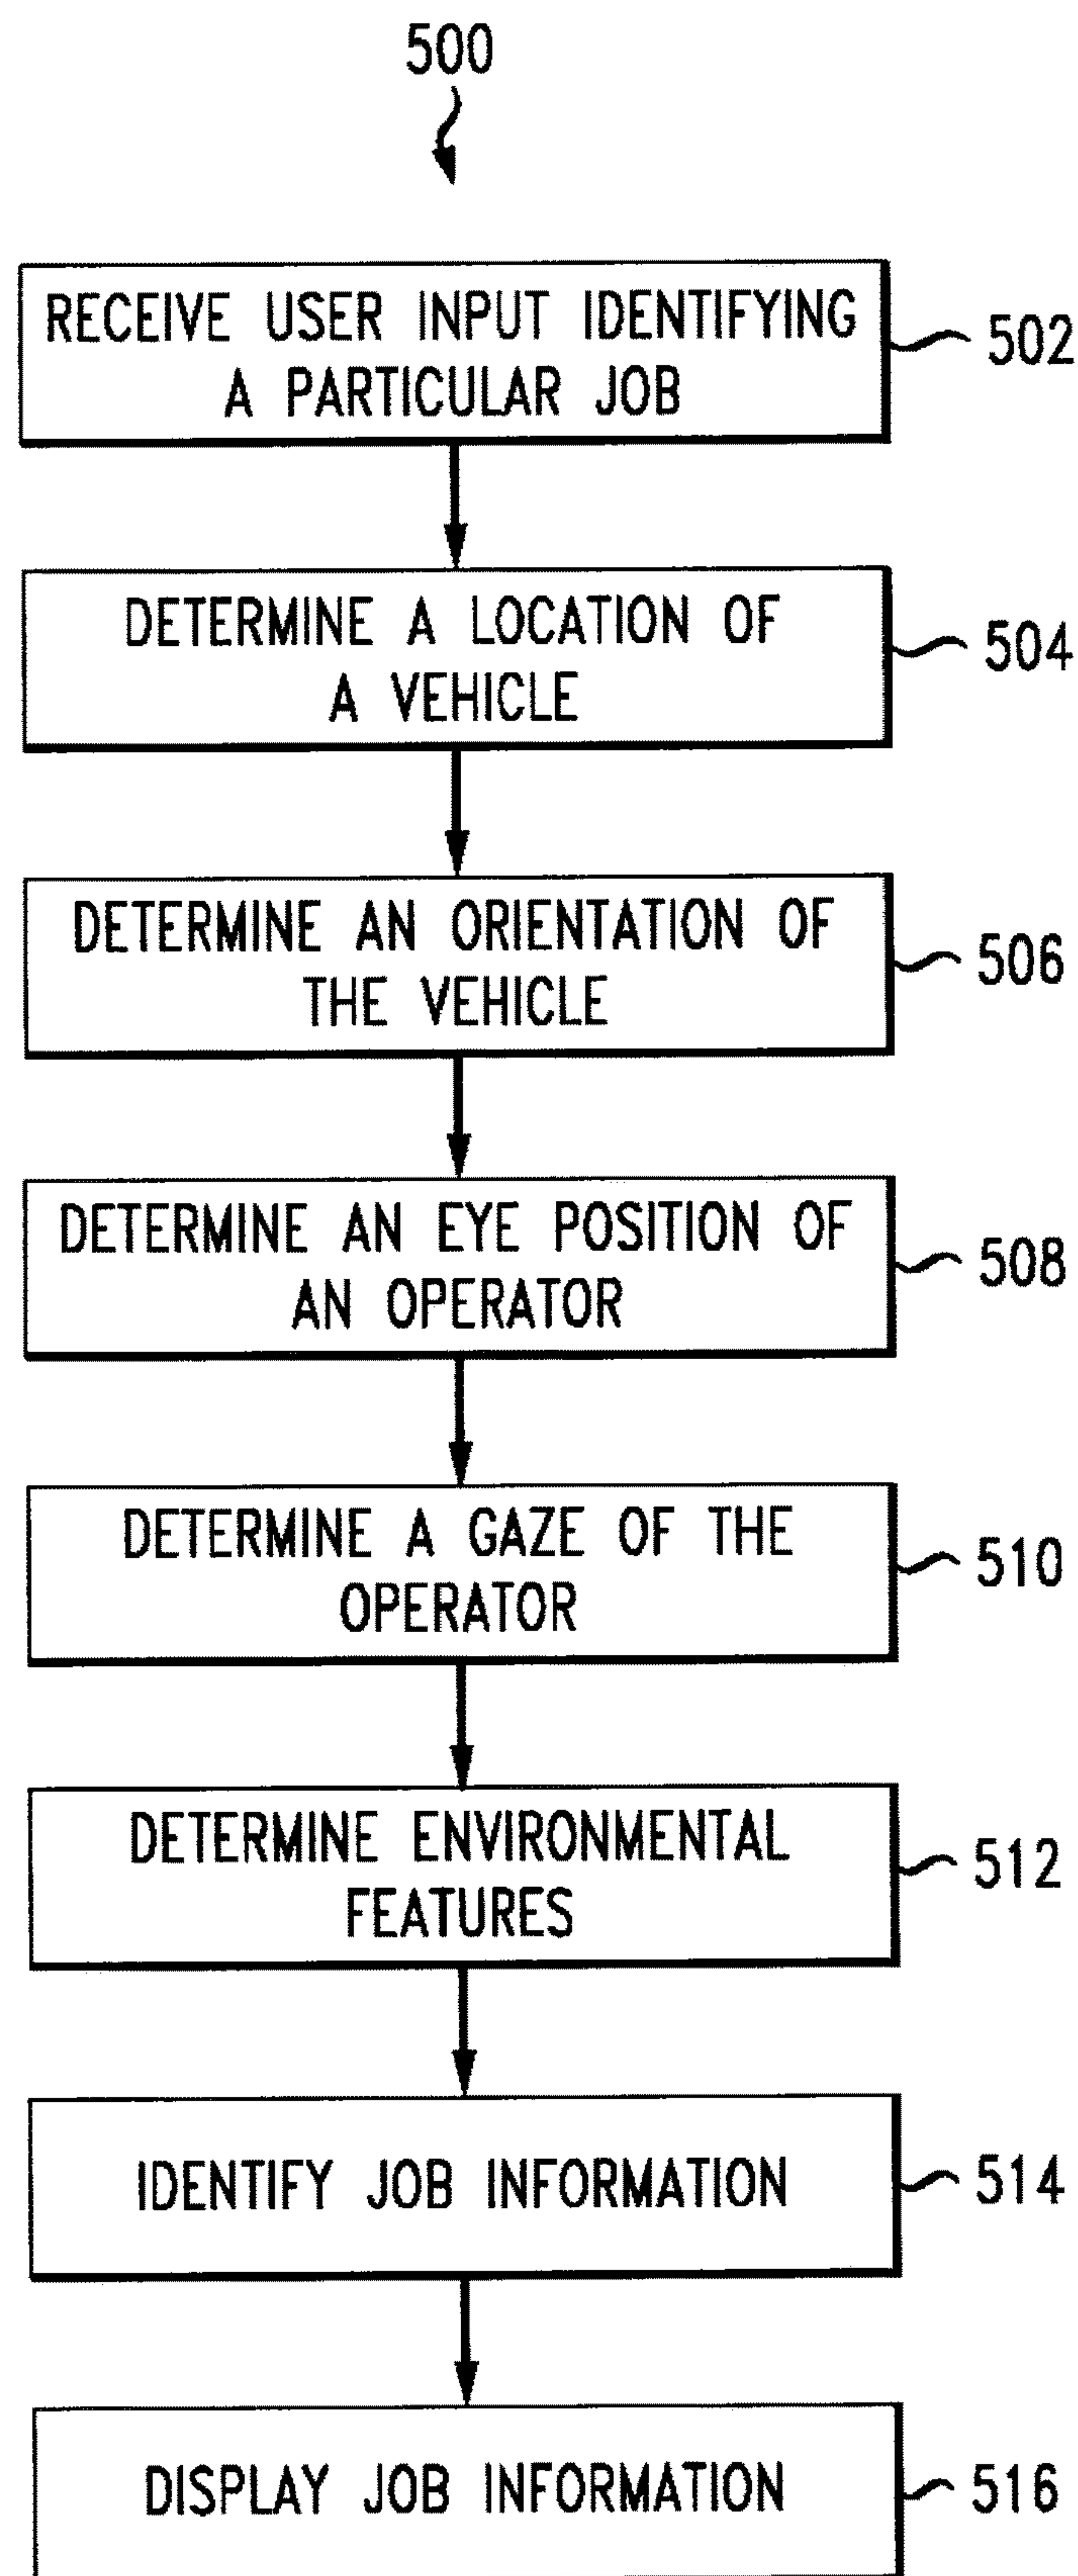 500
RECEIVE USER INPUT IDENTIFYING
A PARTICULAR JOB
502
DETERMINE A LOCATION OF
A VEHICLE
504
DETERMINE AN ORIENTATION OF
THE VEHICLE
506
DETERMINE AN EYE POSITION OF
AN OPERATOR
508
DETERMINE A GAZE OF THE
OPERATOR
510
DETERMINE ENVIRONMENTAL
FEATURES
512
IDENTIFY JOB INFORMATION
514
DISPLAY JOB INFORMATION
516